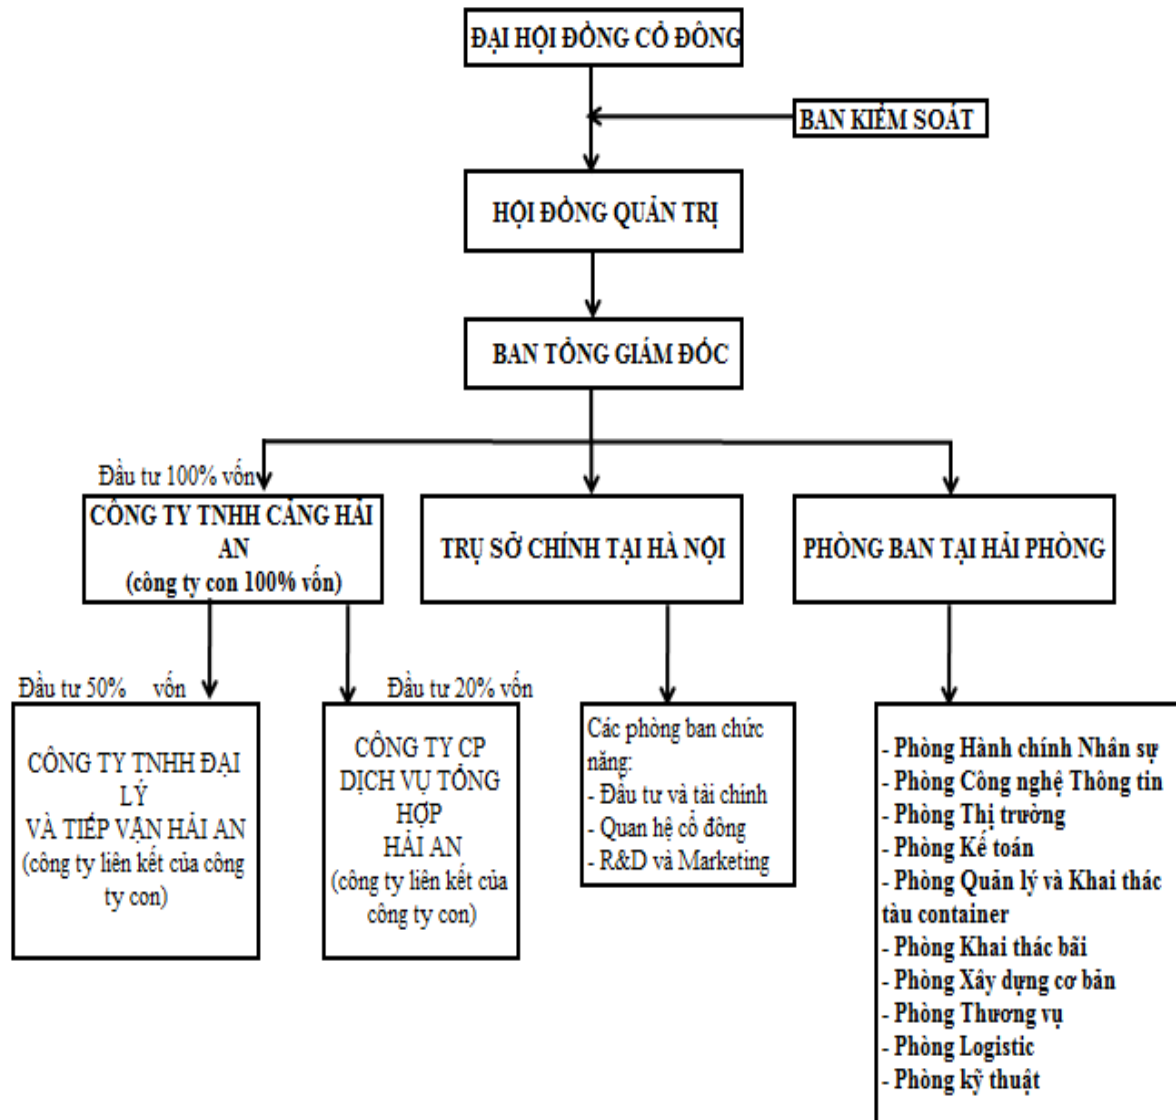 ĐẠI HỘI ĐỒNG CỔ ĐÔNG
BAN KIỂM SOÁT
HỘI ĐỒNG QUẢN TRỊ
BAN TỔNG GIÁM ĐỐC
Đầu tư 100% vốn
CÔNG TY TNHH CẢNG HẢI
AN
(công ty con 100% vốn)
TRỤ SỞ CHÍNH TẠI HÀ NỘI
PHÒNG BAN TẠI HẢI PHÒNG
Đầu tư 50% vốn
CÔNG TY TNHH ĐẠI
LÝ
VÀ TIẾP VẬN HẢI AN
(công ty liên kết của công
ty con)
Đầu tư 20% vốn
CÔNG TY CP
DỊCH VỤ TỔNG
HỢP
HẢI AN
(công ty liên kết của
công ty con)
Các phòng ban chức
năng:
- Đầu tư và tài chính
- Quan hệ cổ đông
- R&D và Marketing
- Phòng Hành chính Nhân sự
- Phòng Công nghệ Thông tin
- Phòng Thị trường
- Phòng Kế toán
- Phòng Quản lý và Khai thác
tàu container
- Phòng Khai thác bãi
- Phòng Xây dựng cơ bản
- Phòng Thương vụ
- Phòng Logistic
- Phòng kỹ thuật